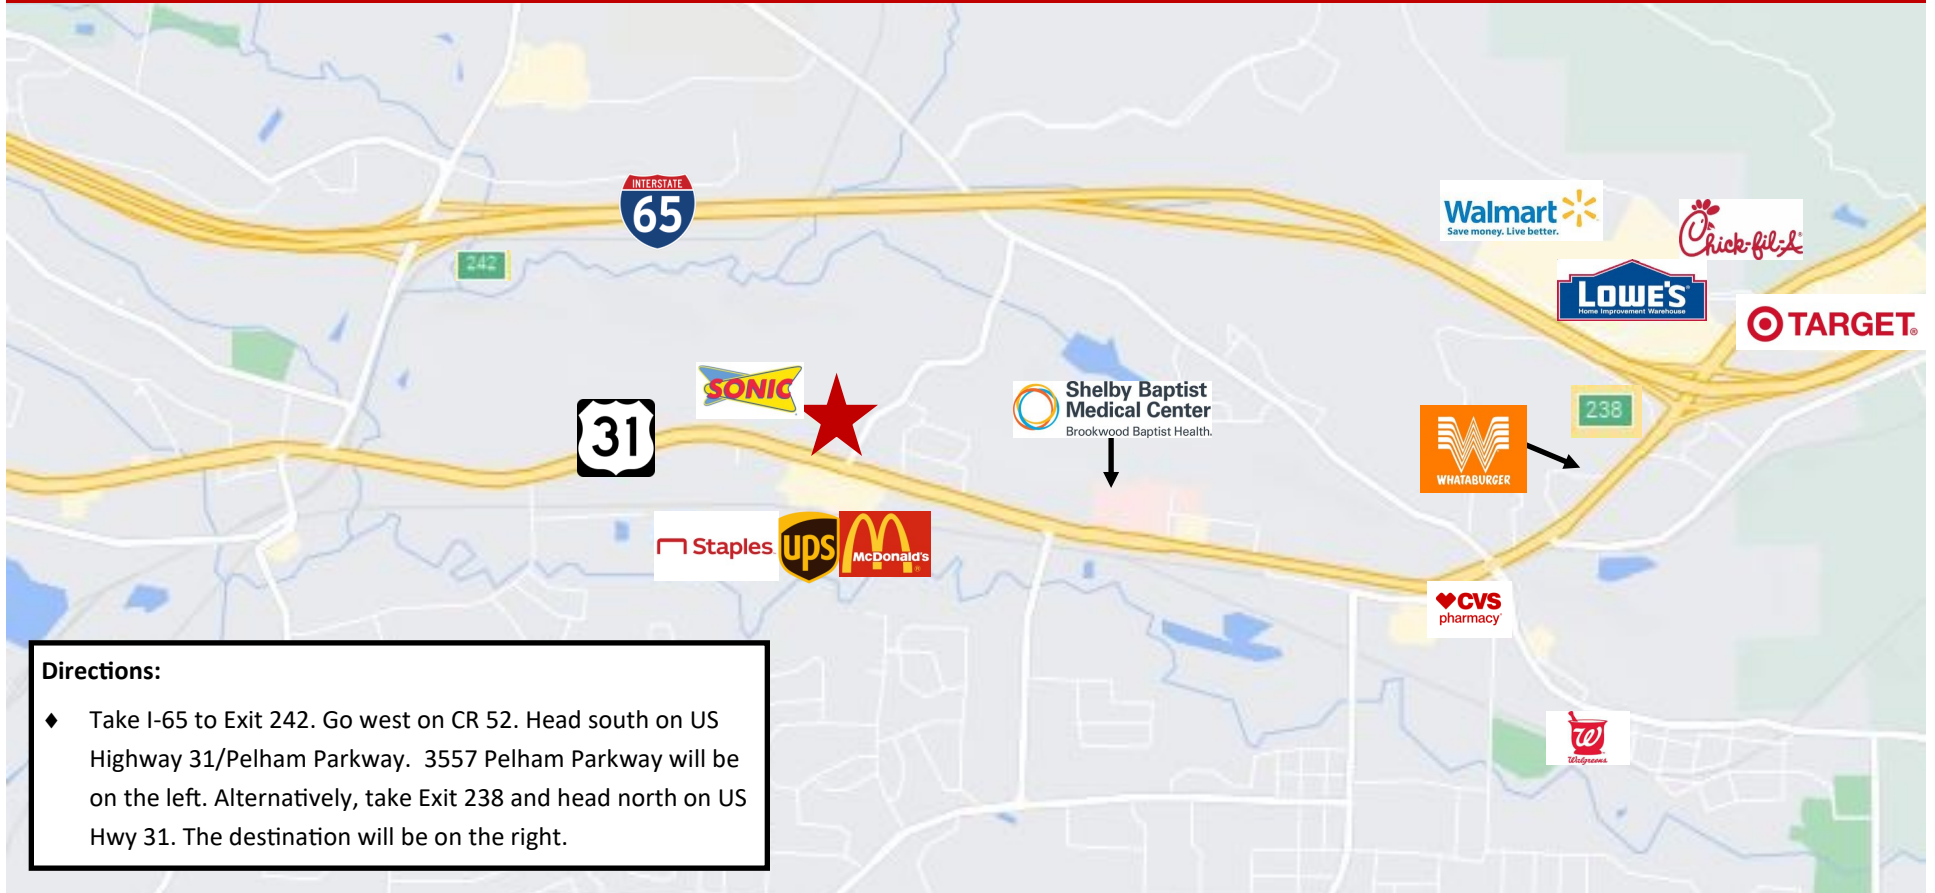 INTERSTATE
65
242
Walmart
Save money. Live better.
Chick-fil-A
LOWE'S
Home Improvement Warehouse
TARGET
SONIC
31
Shelby Baptist
Medical Center
Brookwood Baptist Health.
238
WHATABURGER
Staples
ups
McDonald's
CVS
pharmacy
Walgreens
Directions:
♦ Take I-65 to Exit 242. Go west on CR 52. Head south on US
Highway 31/Pelham Parkway. 3557 Pelham Parkway will be
on the left. Alternatively, take Exit 238 and head north on US
Hwy 31. The destination will be on the right.